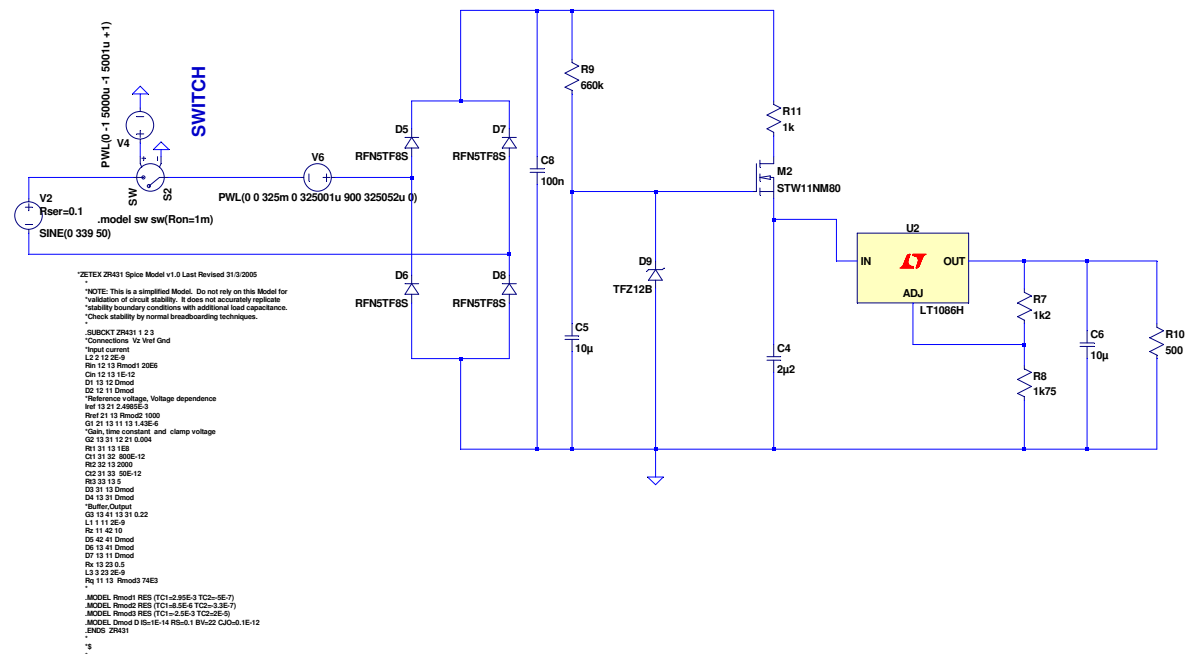 PWL(0 -1 5000u -1 5001u +1)
SWITCH
V4
SW
S2
V2
Rser=0.1
SINE(0 339 50)
.model sw sw(Ron=1m)
V6
PWL(0 0 325m 0 325001u 900 325052u 0)
D5
RFN5TF8S
D7
RFN5TF8S
D6
RFN5TF8S
D8
RFN5TF8S
C8
100n
R9
660k
R11
1k
M2
STW11NM80
D9
TFZ12B
C5
10µ
C4
2µ2
U2
IN
OUT
ADJ
LT1086H
R7
1k2
R8
1k75
C6
10µ
R10
500
*ZETEX ZR431 Spice Model v1.0 Last Revised 31/3/2005
*
*NOTE: This is a simplified Model. Do not rely on this Model for
*validation of circuit stability. It does not accurately replicate
*stability boundary conditions with additional load capacitance.
*Check stability by normal breadboarding techniques.
*
.SUBCKT ZR431 1 2 3
*Connections Vz Vref Gnd
*Input current
L2 2 12 2E-9
Rin 12 13 Rmod1 20E6
Cin 12 13 1E-12
D1 13 12 Dmod
D2 12 11 Dmod
*Reference voltage, Voltage dependence
Iref 13 21 2.4985E-3
Rref 21 13 Rmod2 1000
G1 21 13 11 13 1.43E-6
*Gain, time constant and clamp voltage
G2 13 31 12 21 0.004
Rt1 31 13 1E8
Ct1 31 32 800E-12
Rt2 32 13 2000
Ct2 31 33 50E-12
Rt3 33 13 5
D3 31 13 Dmod
D4 13 31 Dmod
*Buffer,Output
G3 13 41 13 31 0.22
L1 1 11 2E-9
Rz 11 42 10
D5 42 41 Dmod
D6 13 41 Dmod
D7 13 11 Dmod
Rx 13 23 0.5
L3 3 23 2E-9
Rq 11 13 Rmod3 74E3
*
.MODEL Rmod1 RES (TC1=2.95E-3 TC2=-5E-7)
.MODEL Rmod2 RES (TC1=8.5E-6 TC2=-3.3E-7)
.MODEL Rmod3 RES (TC1=-2.5E-3 TC2=2E-5)
.MODEL Dmod D IS=1E-14 RS=0.1 BV=22 CJO=0.1E-12
.ENDS ZR431
*
*$
*